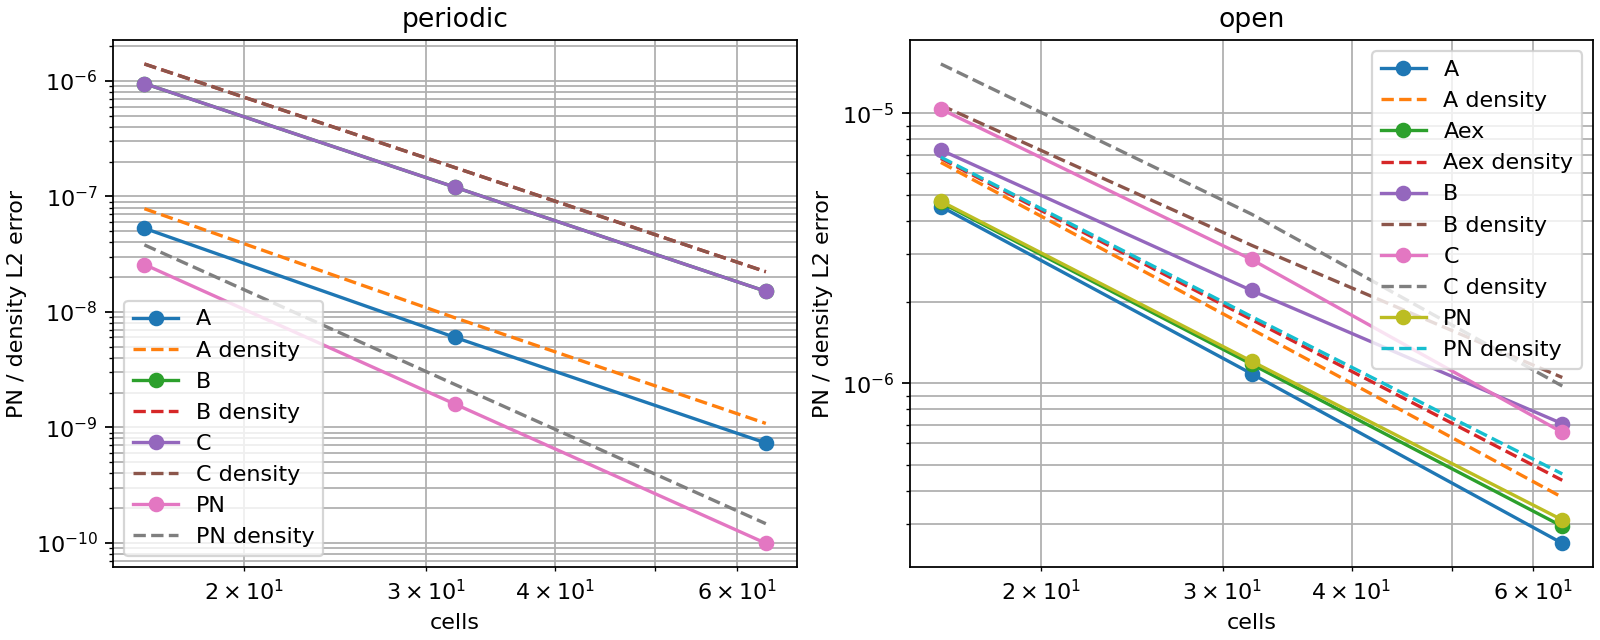 periodic
PN / density L2 error
10⁻⁶
10⁻⁷
10⁻⁸
10⁻⁹
10⁻¹⁰
A
A density
B
B density
C
C density
PN
PN density
2 × 10¹
3 × 10¹
4 × 10¹
6 × 10¹
cells
open
PN / density L2 error
10⁻⁵
10⁻⁶
A
A density
Aex
Aex density
B
B density
C
C density
PN
PN density
2 × 10¹
3 × 10¹
4 × 10¹
6 × 10¹
cells